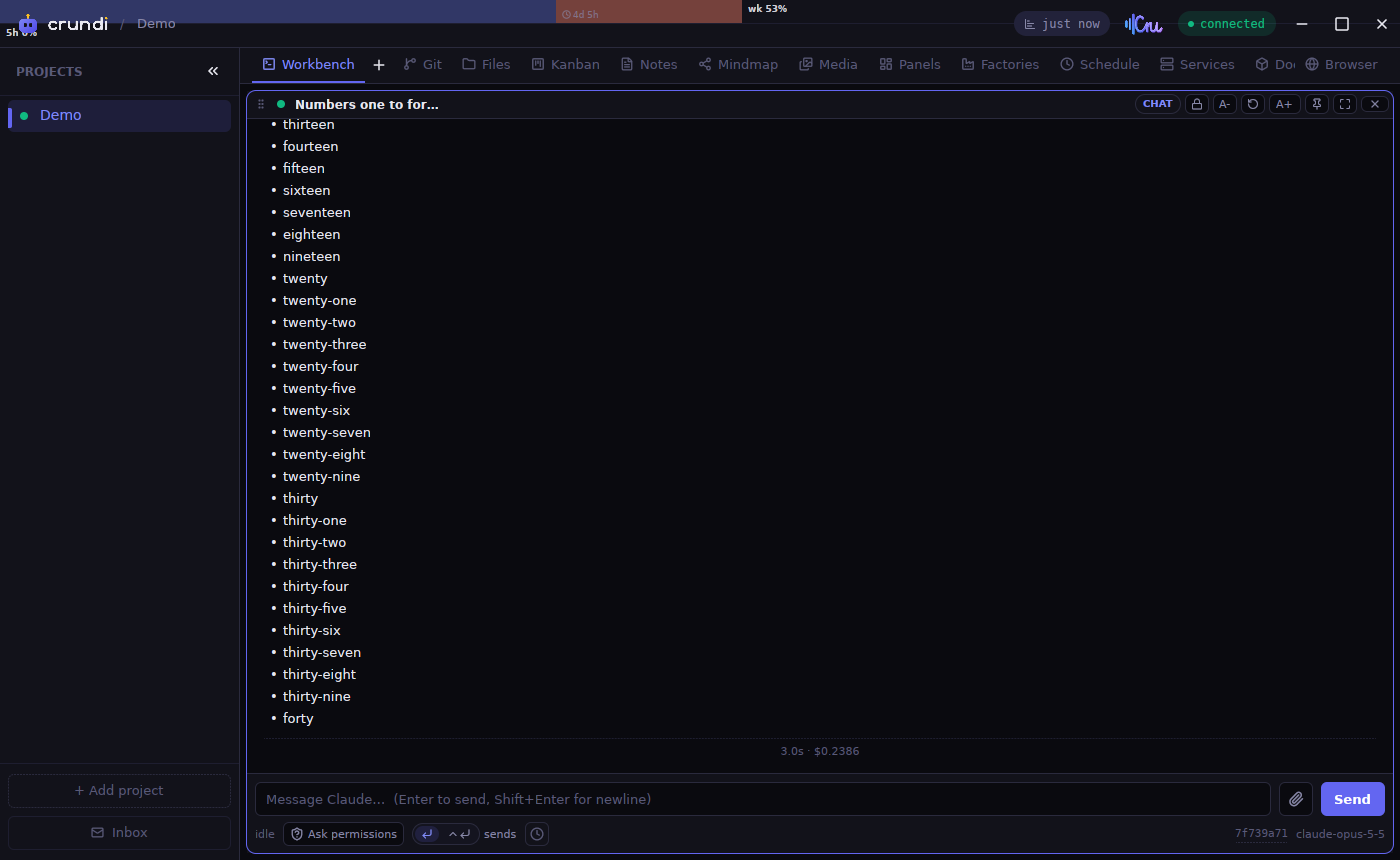 4d 5h
wk 53%
crundi / Demo
just now
Cru
connected
PROJECTS
Workbench
Git
Files
Kanban
Notes
Mindmap
Media
Panels
Factories
Schedule
Services
Do
Browser
Demo
Numbers one to for…
CHAT
A-
A+
• thirteen
• fourteen
• fifteen
• sixteen
• seventeen
• eighteen
• nineteen
• twenty
• twenty-one
• twenty-two
• twenty-three
• twenty-four
• twenty-five
• twenty-six
• twenty-seven
• twenty-eight
• twenty-nine
• thirty
• thirty-one
• thirty-two
• thirty-three
• thirty-four
• thirty-five
• thirty-six
• thirty-seven
• thirty-eight
• thirty-nine
• forty
3.0s · $0.2386
+ Add project
Inbox
Message Claude… (Enter to send, Shift+Enter for newline)
Send
idle
Ask permissions
sends
7f739a71
claude-opus-5-5